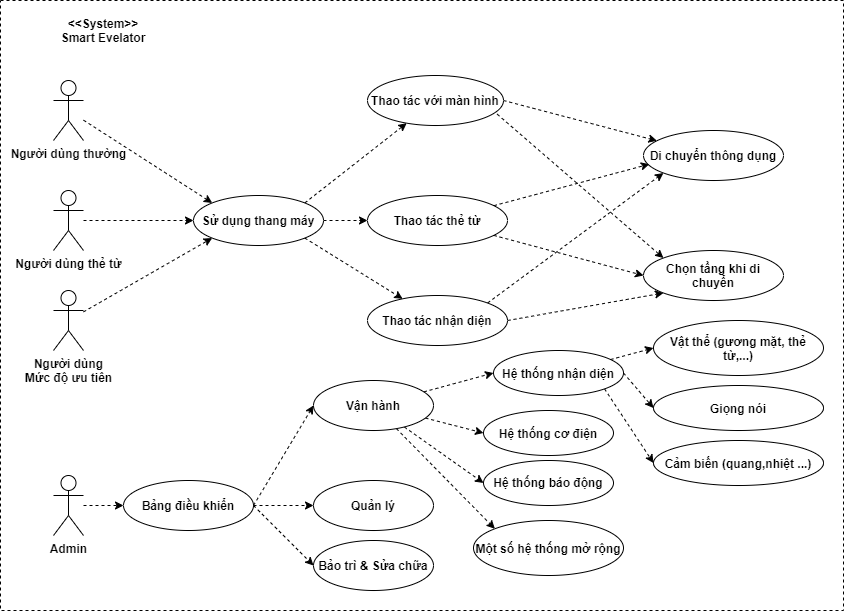 <<System>>
Smart Evelator
Người dùng thường
Người dùng thẻ từ
Người dùng
Mức độ ưu tiên
Sử dụng thang máy
Thao tác với màn hình
Thao tác thẻ từ
Thao tác nhận diện
Di chuyển thông dụng
Chọn tầng khi di
chuyển
Admin
Bảng điều khiển
Vận hành
Quản lý
Bảo trì & Sửa chữa
Hệ thống nhận diện
Hệ thống cơ điện
Hệ thống báo động
Một số hệ thống mở rộng
Vật thể (gương mặt, thẻ
từ,...)
Giọng nói
Cảm biến (quang,nhiệt ...)